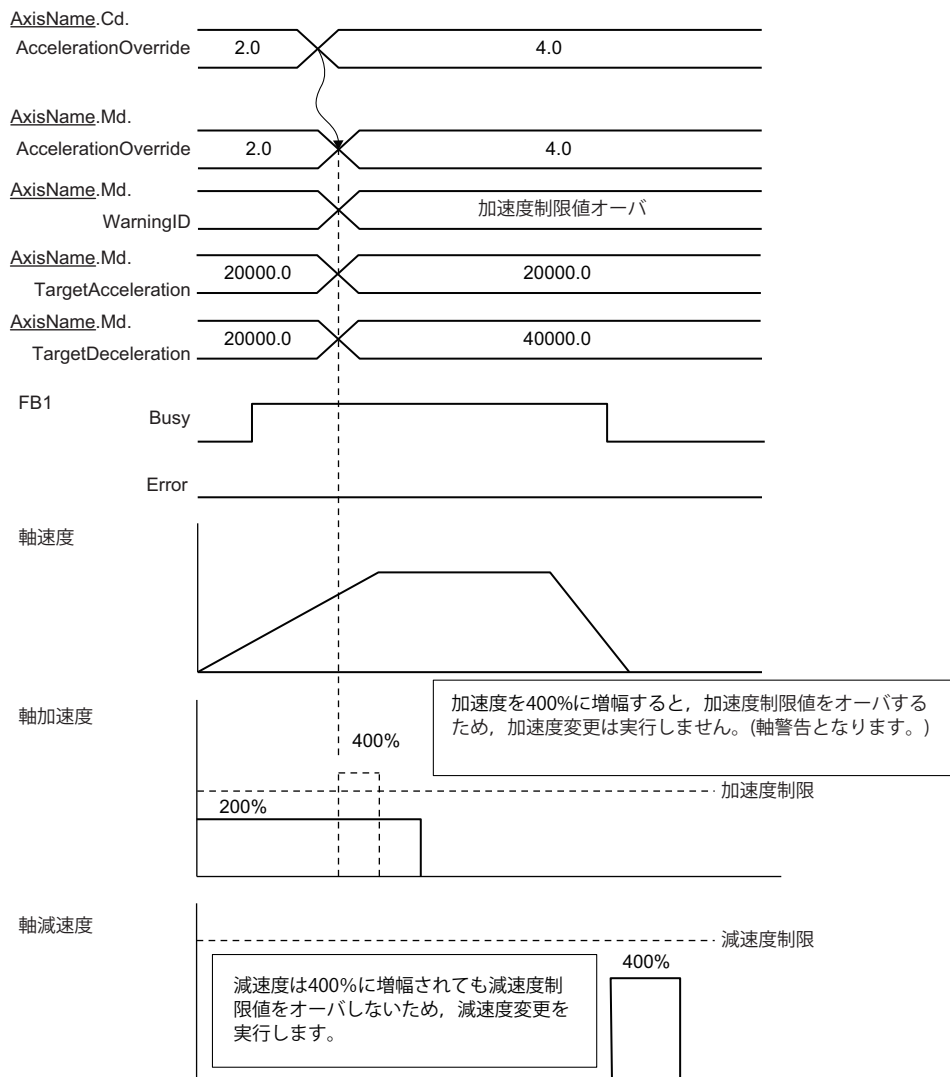 AxisName.Cd.
AccelerationOverride
2.0
4.0
AxisName.Md.
AccelerationOverride
2.0
4.0
AxisName.Md.
WarningID
加速度制限値オーバ
AxisName.Md.
TargetAcceleration
20000.0
20000.0
AxisName.Md.
TargetDeceleration
20000.0
40000.0
FB1
Busy
Error
軸速度
加速度を400%に増幅すると，加速度制限値をオーバする
ため，加速度変更は実行しません。(軸警告となります。)
軸加速度
400%
加速度制限
200%
軸減速度
減速度制限
400%
減速度は400%に増幅されても減速度制
限値をオーバしないため，減速度変更を
実行します。